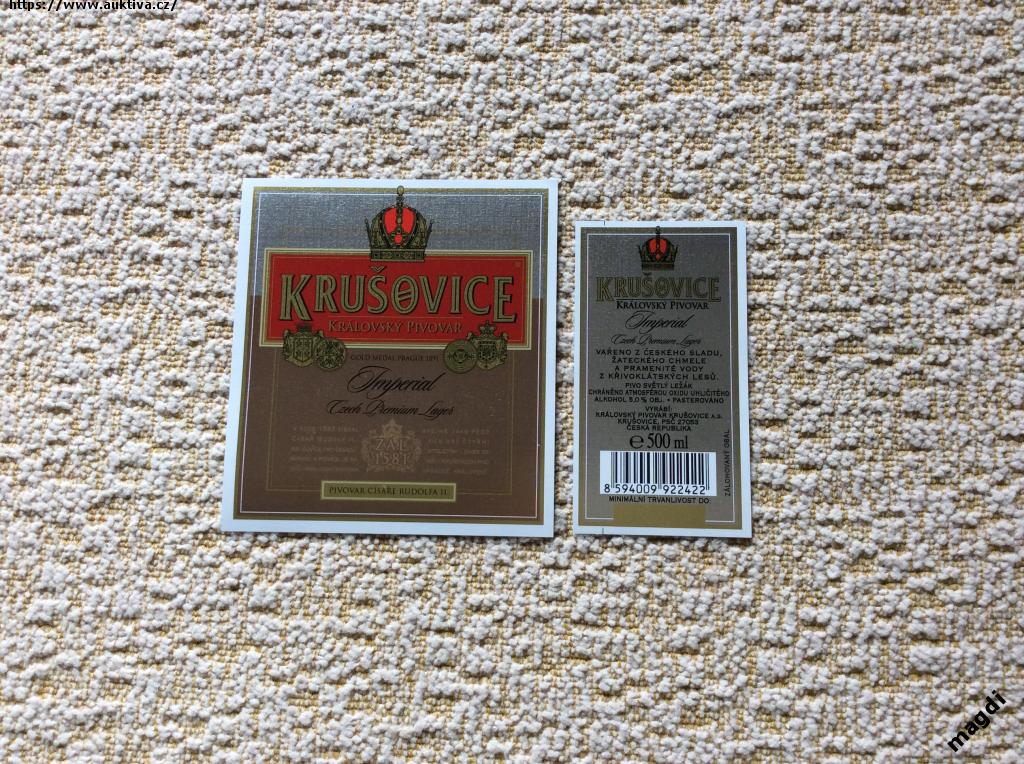 https://www.auktiva.cz/
KRUŠOVICE
KRÁLOVSKÝ PIVOVAR
GOLD MEDAL PRAGUE 1891
Imperial
Czech Premium Lager
ZAL.
1581
PIVOVAR CÍSAŘE RUDOLFA II.
KRUŠOVICE
KRÁLOVSKÝ PIVOVAR
Imperial
Czech Premium Lager
VAŘENO Z ČESKÉHO SLADU,
ŽATECKÉHO CHMELE
A PRAMENITÉ VODY
Z KŘIVOKLÁTSKÝCH LESŮ.
PIVO SVĚTLÝ LEŽÁK
CHRÁNĚNO ATMOSFÉROU OXIDU UHLIČITÉHO
ALKOHOL 5,0 % OBJ. • PASTEROVÁNO
VYRÁBÍ:
KRÁLOVSKÝ PIVOVAR KRUŠOVICE a.s.
KRUŠOVICE, PSČ 27053
ČESKÁ REPUBLIKA
e 500 ml
8 594009 922422
MINIMÁLNÍ TRVANLIVOST DO:
ZÁLOHOVANÝ OBAL
magdi